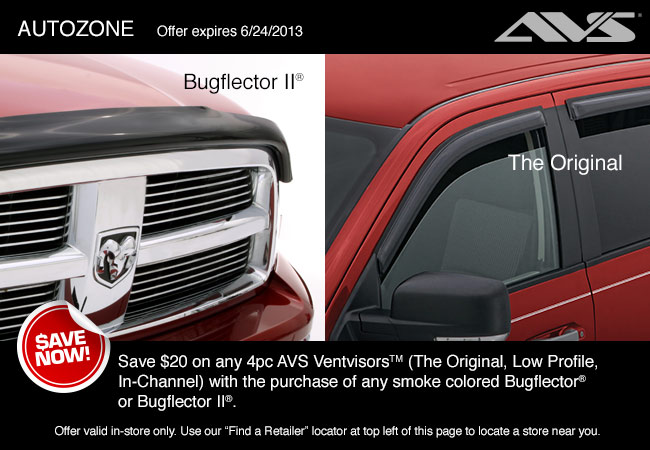 AUTOZONE Offer expires 6/24/2013
AVS®
Bugflector II®
The Original
$AVE
NOW!
Save $20 on any 4pc AVS Ventvisors™ (The Original, Low Profile,
In-Channel) with the purchase of any smoke colored Bugflector®
or Bugflector II®.
Offer valid in-store only. Use our “Find a Retailer” locator at top left of this page to locate a store near you.